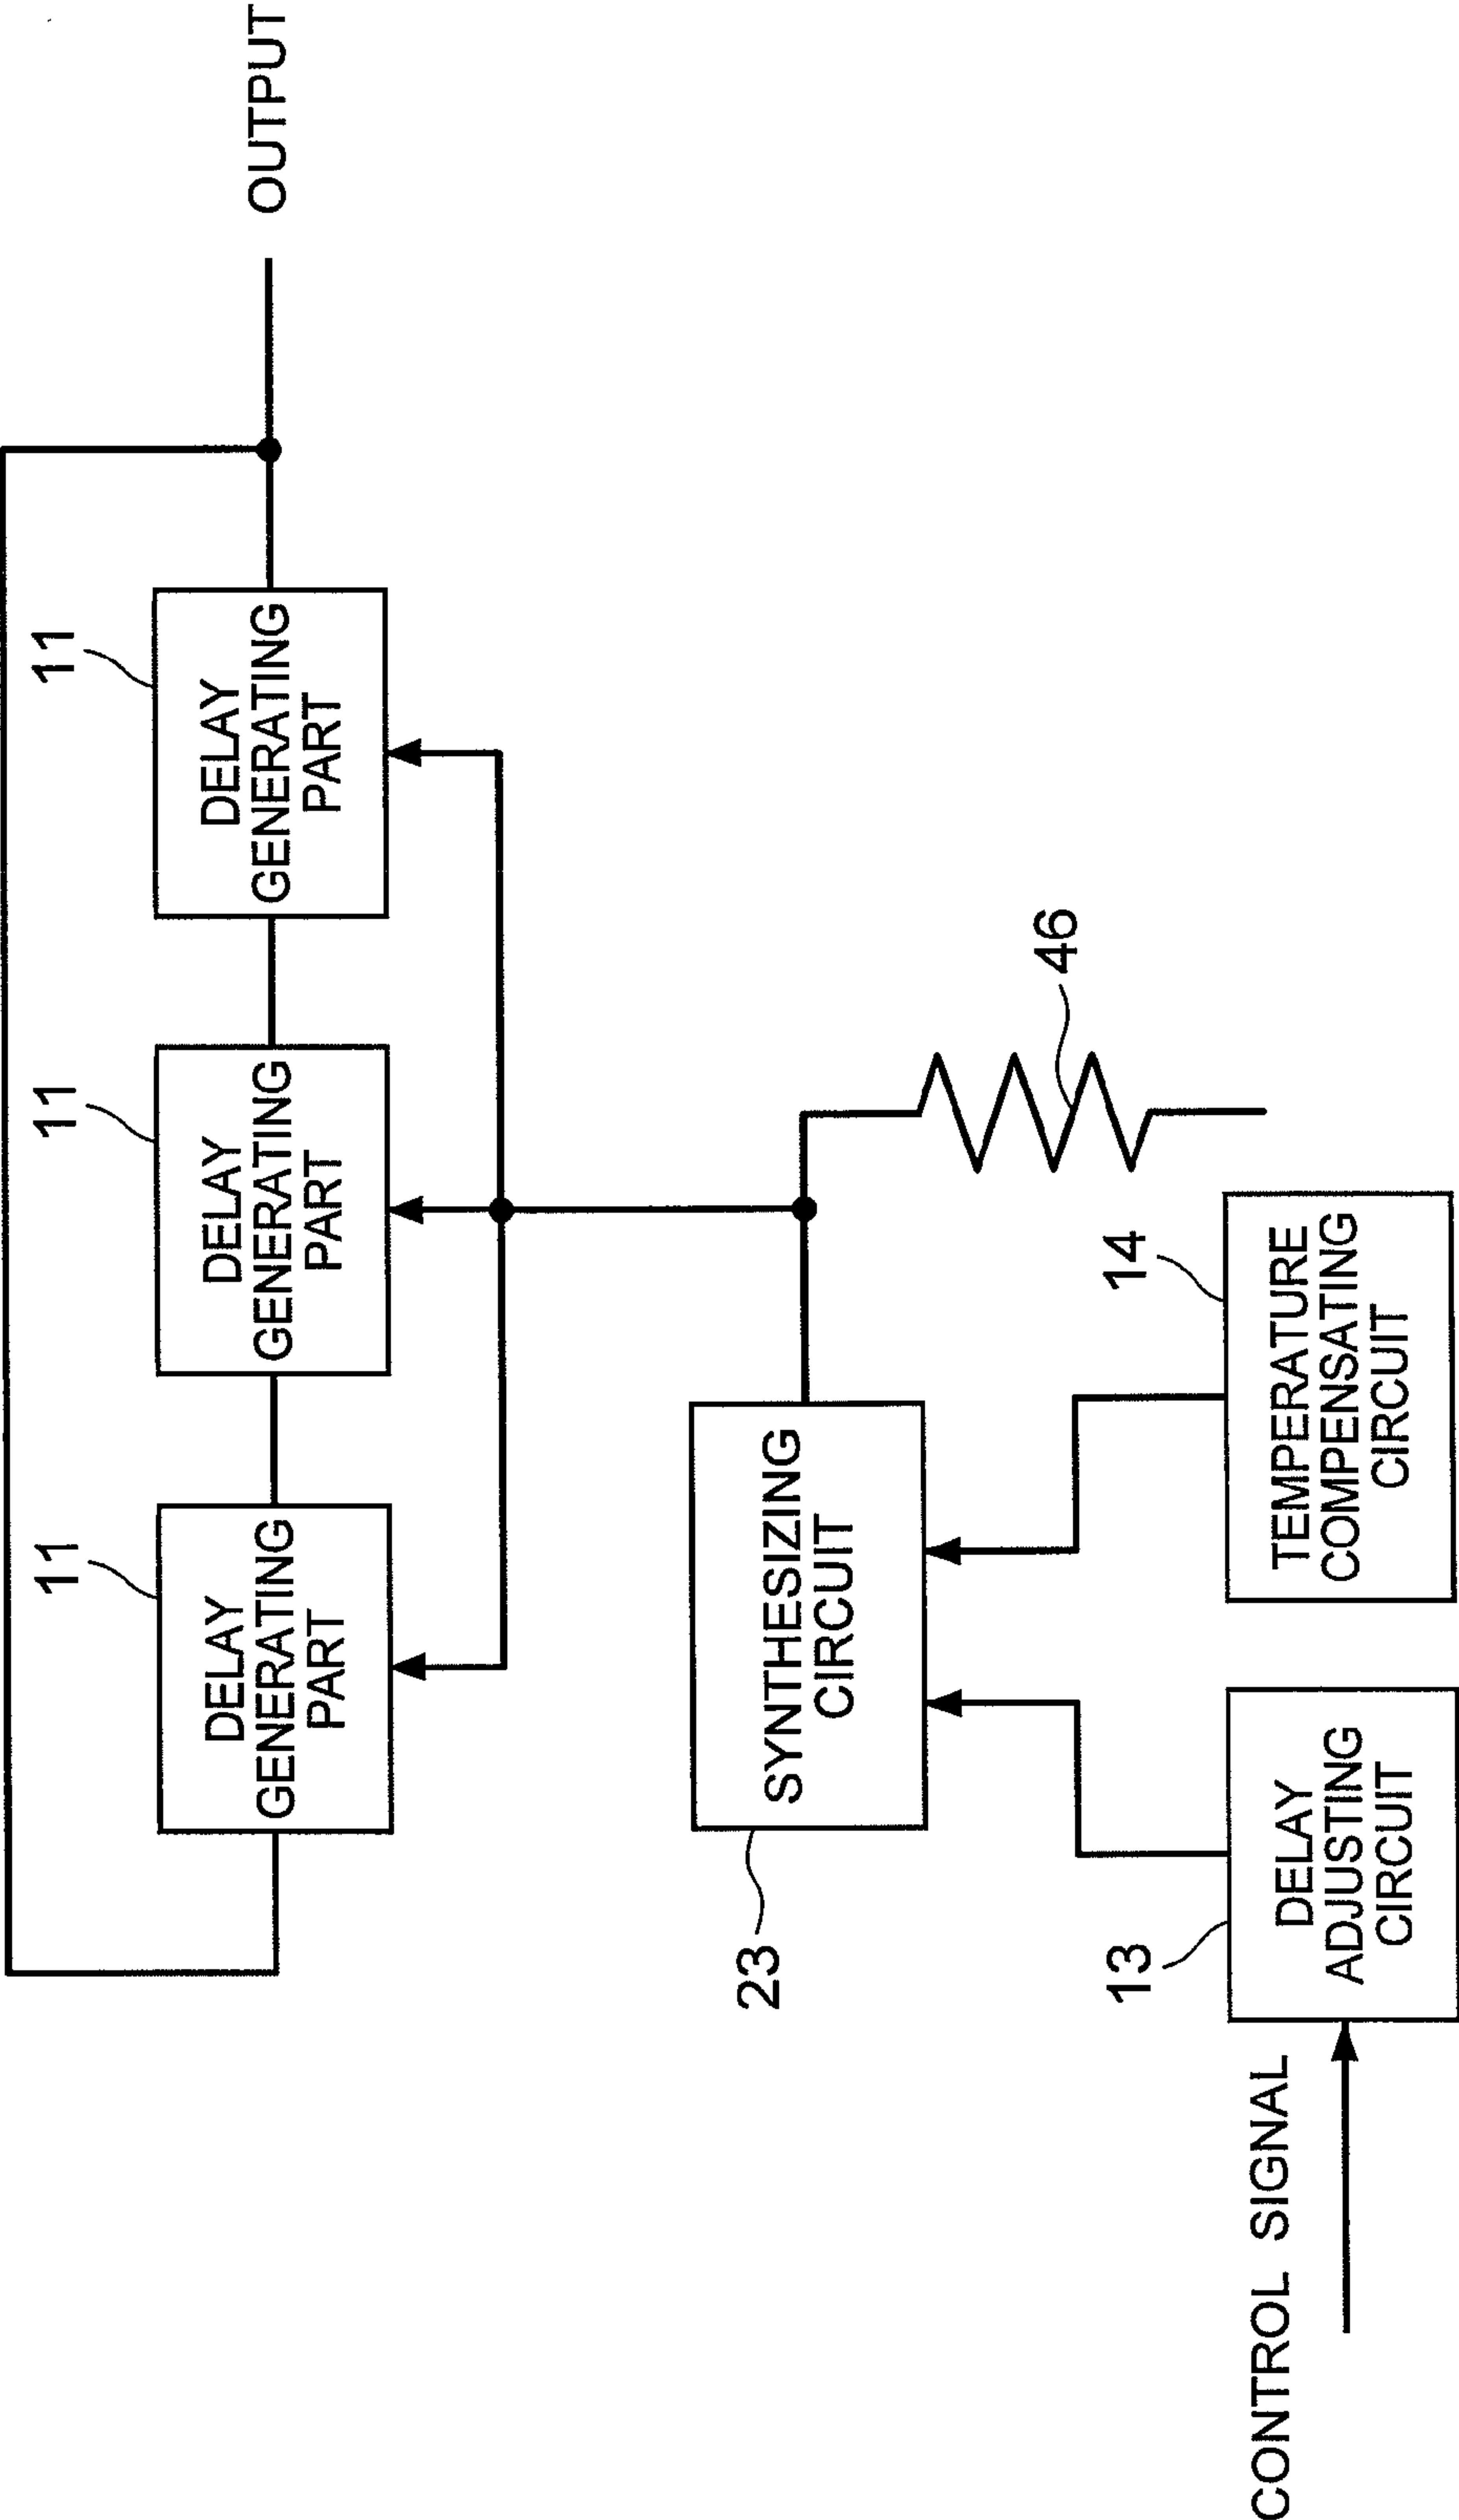 OUTPUT
11
11
11
DELAY
GENERATING
PART
DELAY
GENERATING
PART
DELAY
GENERATING
PART
23
SYNTHESIZING
CIRCUIT
46
13
14
CONTROL SIGNAL
DELAY
ADJUSTING
CIRCUIT
TEMPERATURE
COMPENSATING
CIRCUIT